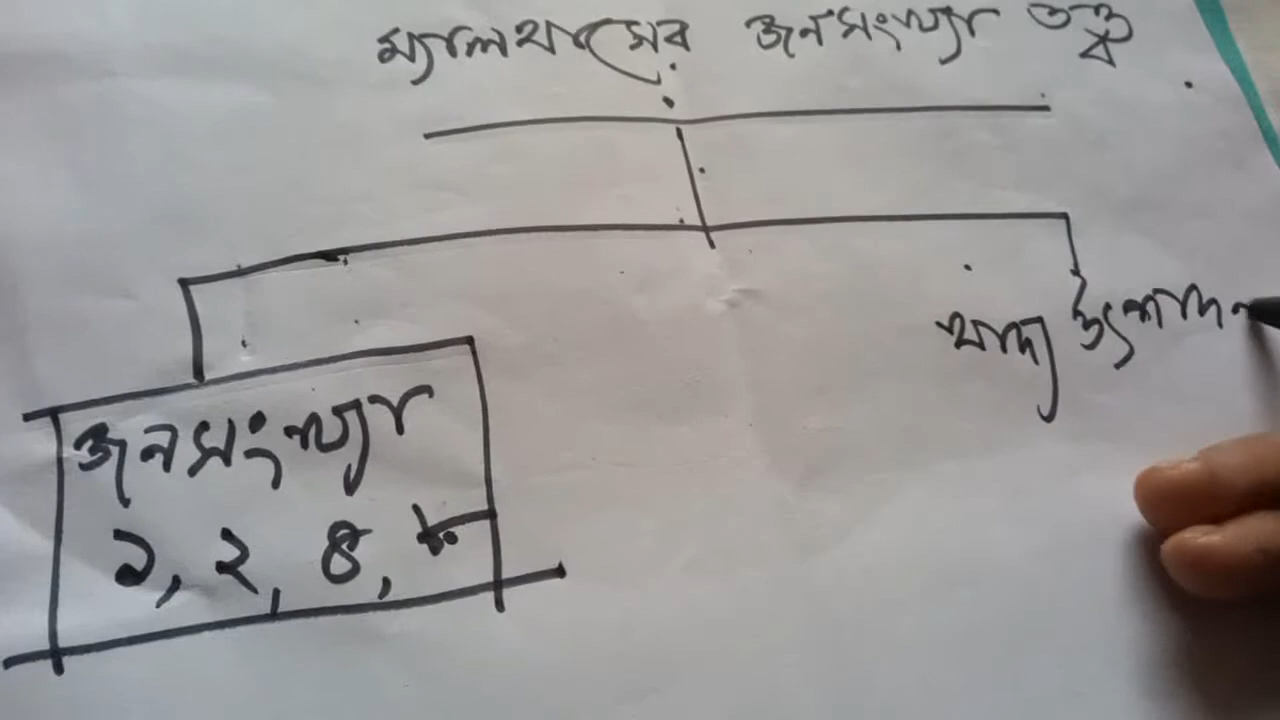 ম্যালথাসের জনসংখ্যা তত্ত্ব
খাদ্য উৎপাদন
জনসংখ্যা
১, ২, ৪, ৮